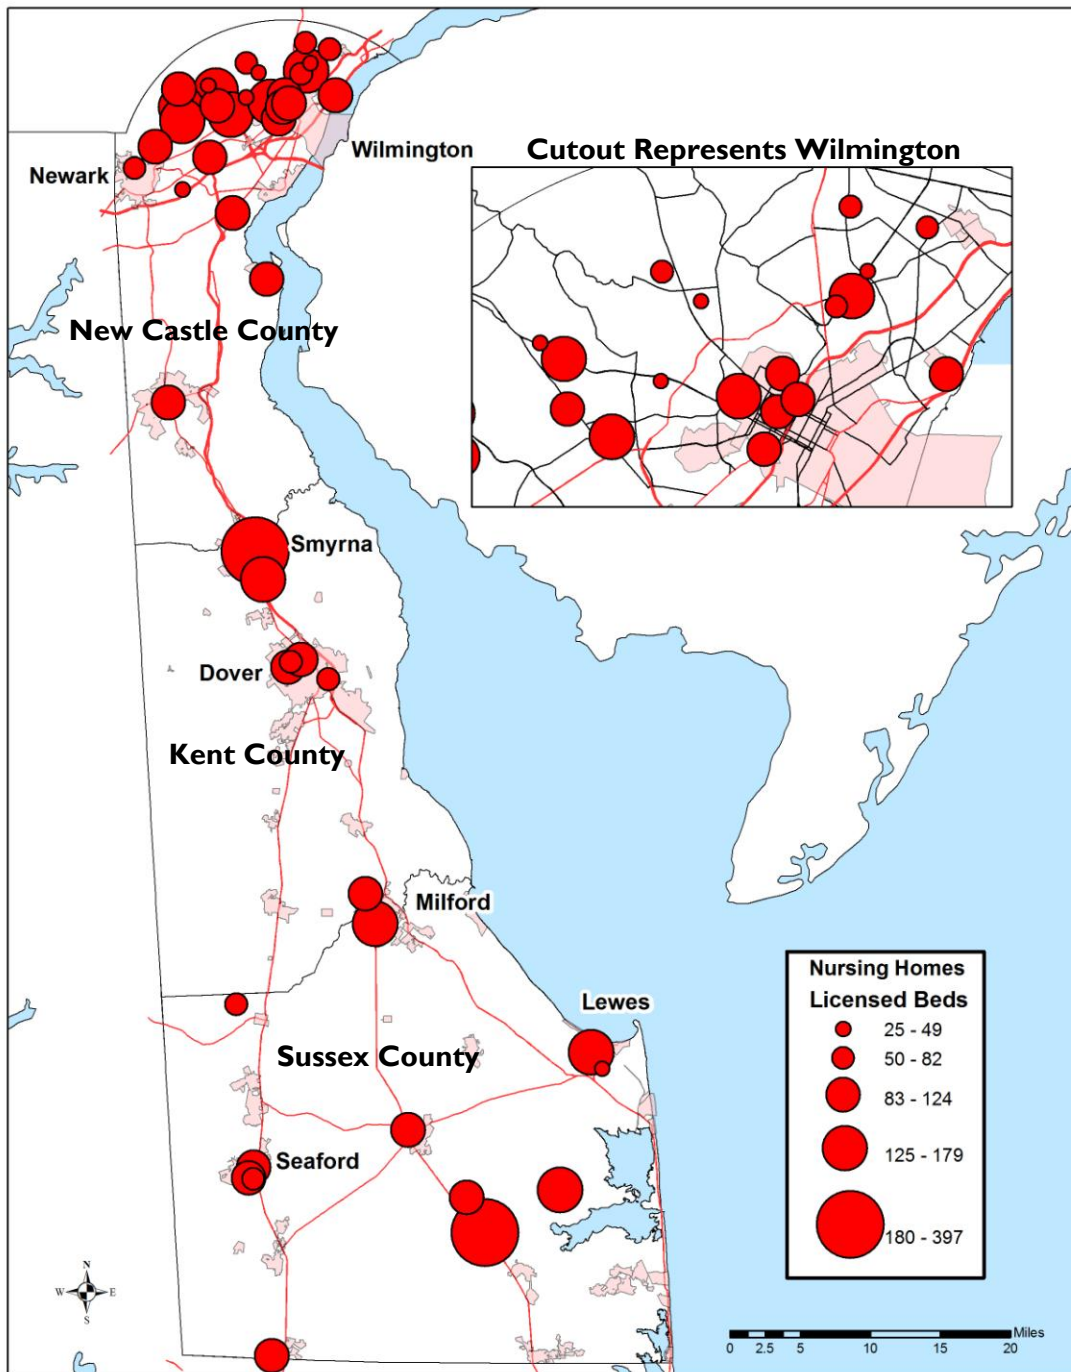 Wilmington
Newark
Cutout Represents Wilmington
New Castle County
Smyrna
Dover
Kent County
Milford
Lewes
Sussex County
Seaford
Nursing Homes
Licensed Beds
25 - 49
50 - 82
83 - 124
125 - 179
180 - 397
N
W E
S
Miles
0 2.5 5 10 15 20